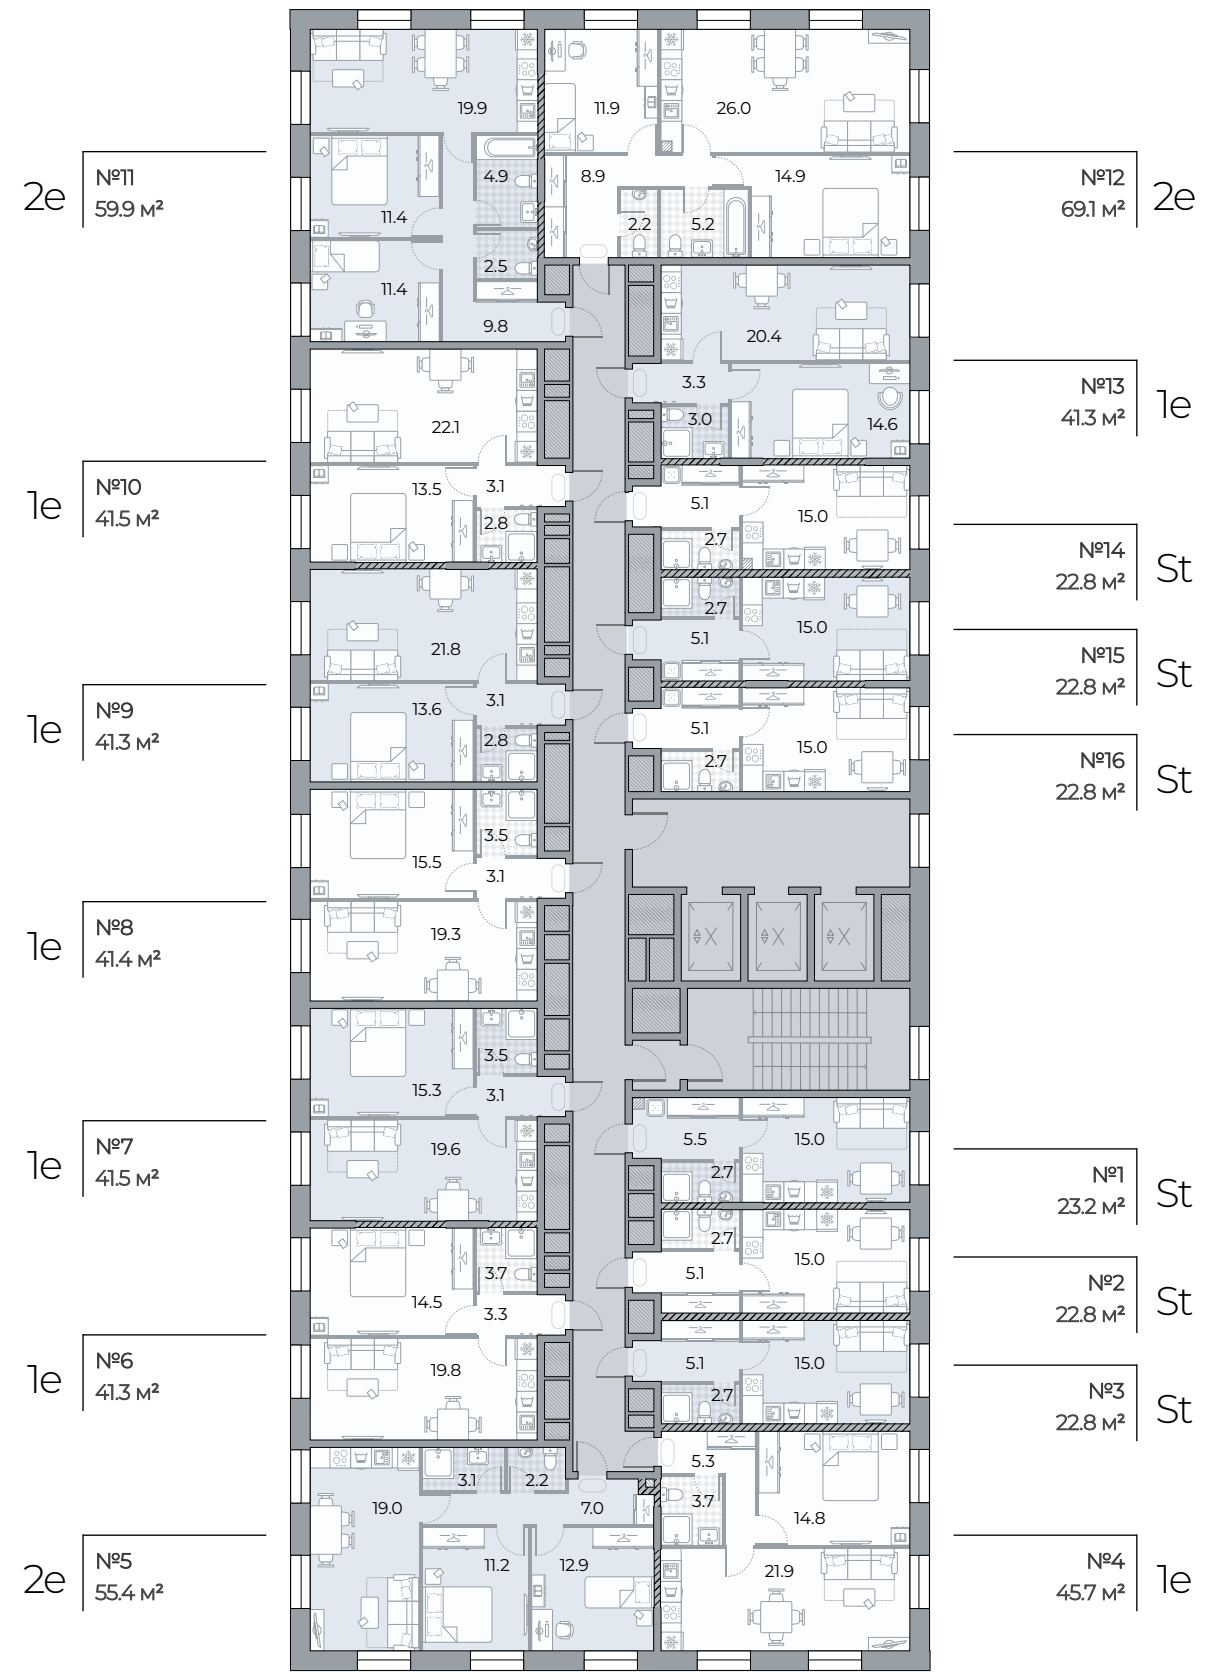 19.9
11.9
26.0
№11
59.9 м²
2e
4.9
11.4
8.9
14.9
2.2
5.2
№12
69.1 м²
2e
2.5
11.4
9.8
20.4
3.3
3.0
14.6
№13
41.3 м²
1e
22.1
№10
41.5 м²
1e
13.5
3.1
2.8
5.1
15.0
2.7
№14
22.8 м²
St
2.7
15.0
5.1
№15
22.8 м²
St
21.8
№9
41.3 м²
1e
13.6
3.1
2.8
5.1
15.0
2.7
№16
22.8 м²
St
3.5
15.5
3.1
№8
41.4 м²
1e
19.3
3.5
15.3
3.1
№7
41.5 м²
1e
19.6
5.5
15.0
2.7
№1
23.2 м²
St
2.7
15.0
5.1
№2
22.8 м²
St
3.7
14.5
3.3
№6
41.3 м²
1e
19.8
5.1
15.0
2.7
№3
22.8 м²
St
3.1
2.2
19.0
7.0
5.3
3.7
14.8
№5
55.4 м²
2e
11.2
12.9
21.9
№4
45.7 м²
1e